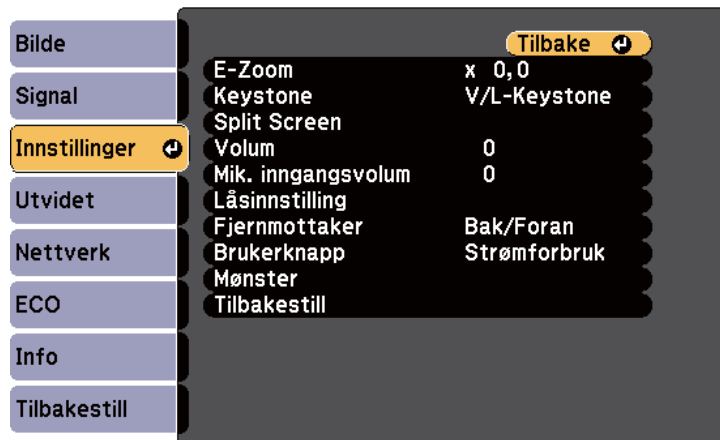 Bilde
Signal
Innstillinger
Utvidet
Nettverk
ECO
Info
Tilbakestill
Tilbake
E-Zoom x 0,0
Keystone V/L-Keystone
Split Screen
Volum 0
Mik. inngangsvolum 0
Låsinnstilling
Fjernmottaker Bak/Foran
Brukerknapp Strømforbruk
Mønster
Tilbakestill